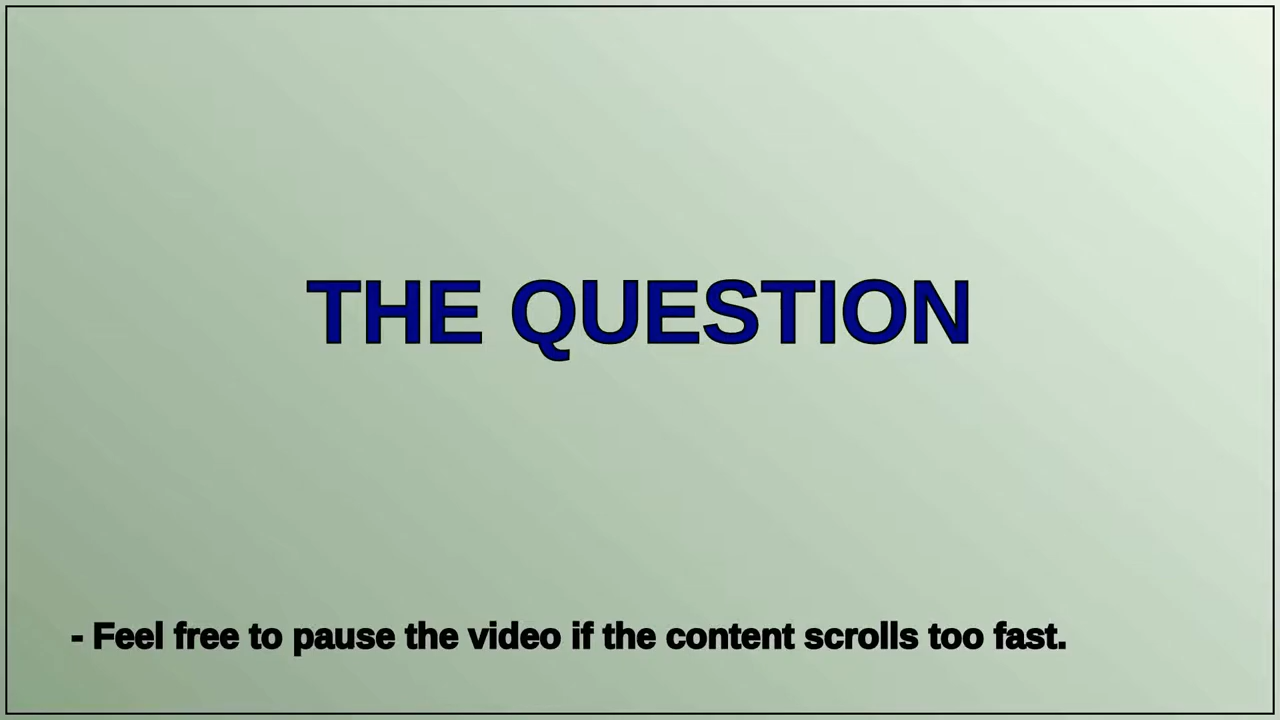 THE QUESTION
- Feel free to pause the video if the content scrolls too fast.